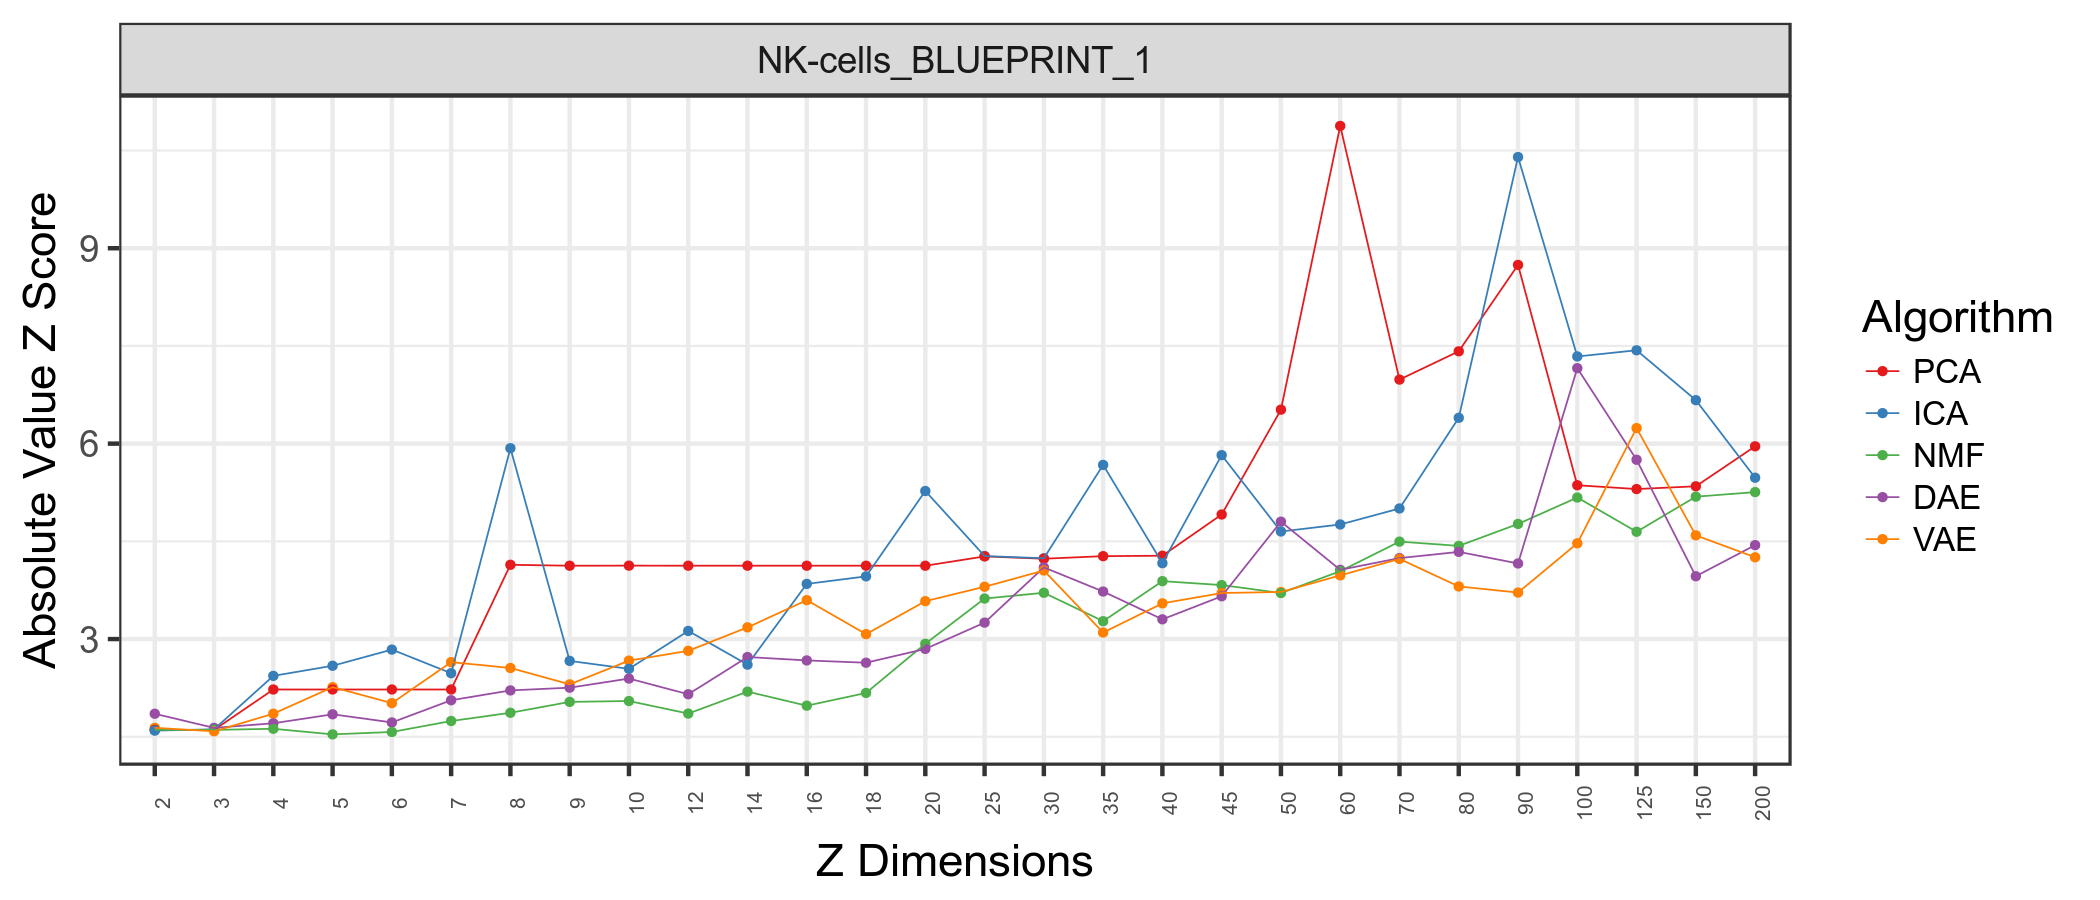 NK-cells_BLUEPRINT_1
Absolute Value Z Score
9
6
3
2 3 4 5 6 7 8 9 10 12 14 16 18 20 25 30 35 40 45 50 60 70 80 90 100 125 150 200
Z Dimensions
Algorithm
PCA
ICA
NMF
DAE
VAE